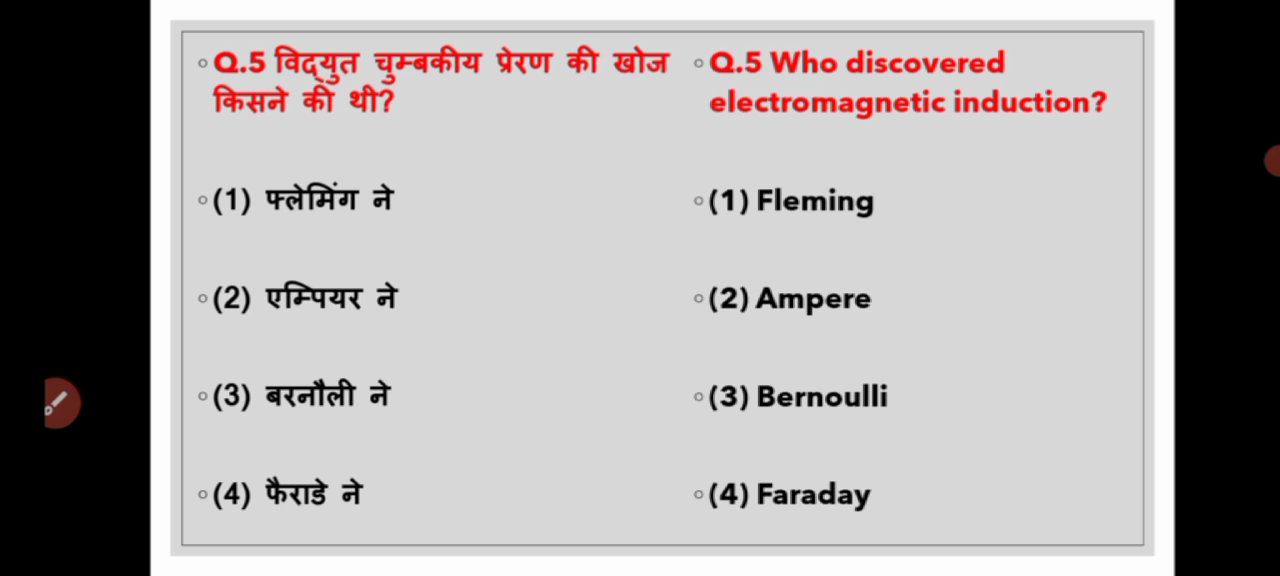 Q.5 विद्युत चुम्बकीय प्रेरण की खोज
किसने की थी?
(1) फ्लेमिंग ने
(2) एम्पियर ने
(3) बरनौली ने
(4) फैराडे ने
Q.5 Who discovered
electromagnetic induction?
(1) Fleming
(2) Ampere
(3) Bernoulli
(4) Faraday